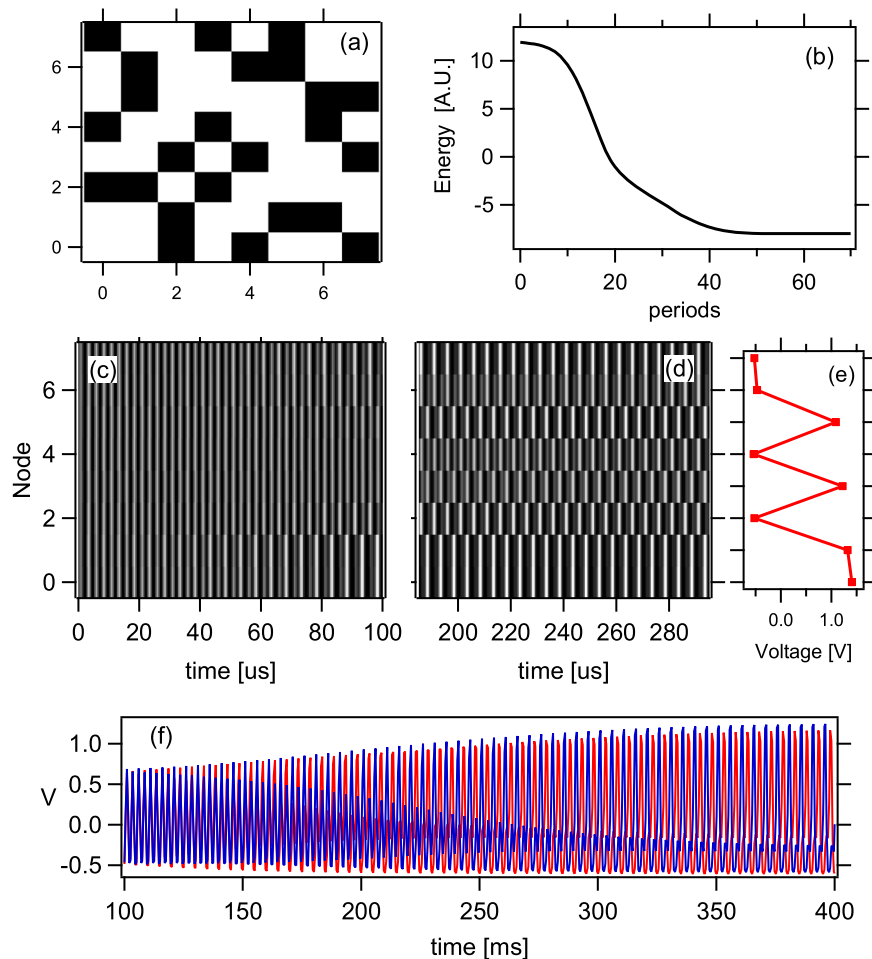 (a)
6
4
2
0
0 2 4 6
(b)
Energy [A.U.]
10
5
0
-5
0 20 40 60
periods
(c)
Node
6
4
2
0
0 20 40 60 80 100
time [us]
(d)
200 220 240 260 280
time [us]
(e)
0.0 1.0
Voltage [V]
(f)
V
1.0
0.5
0.0
-0.5
100 150 200 250 300 350 400
time [ms]